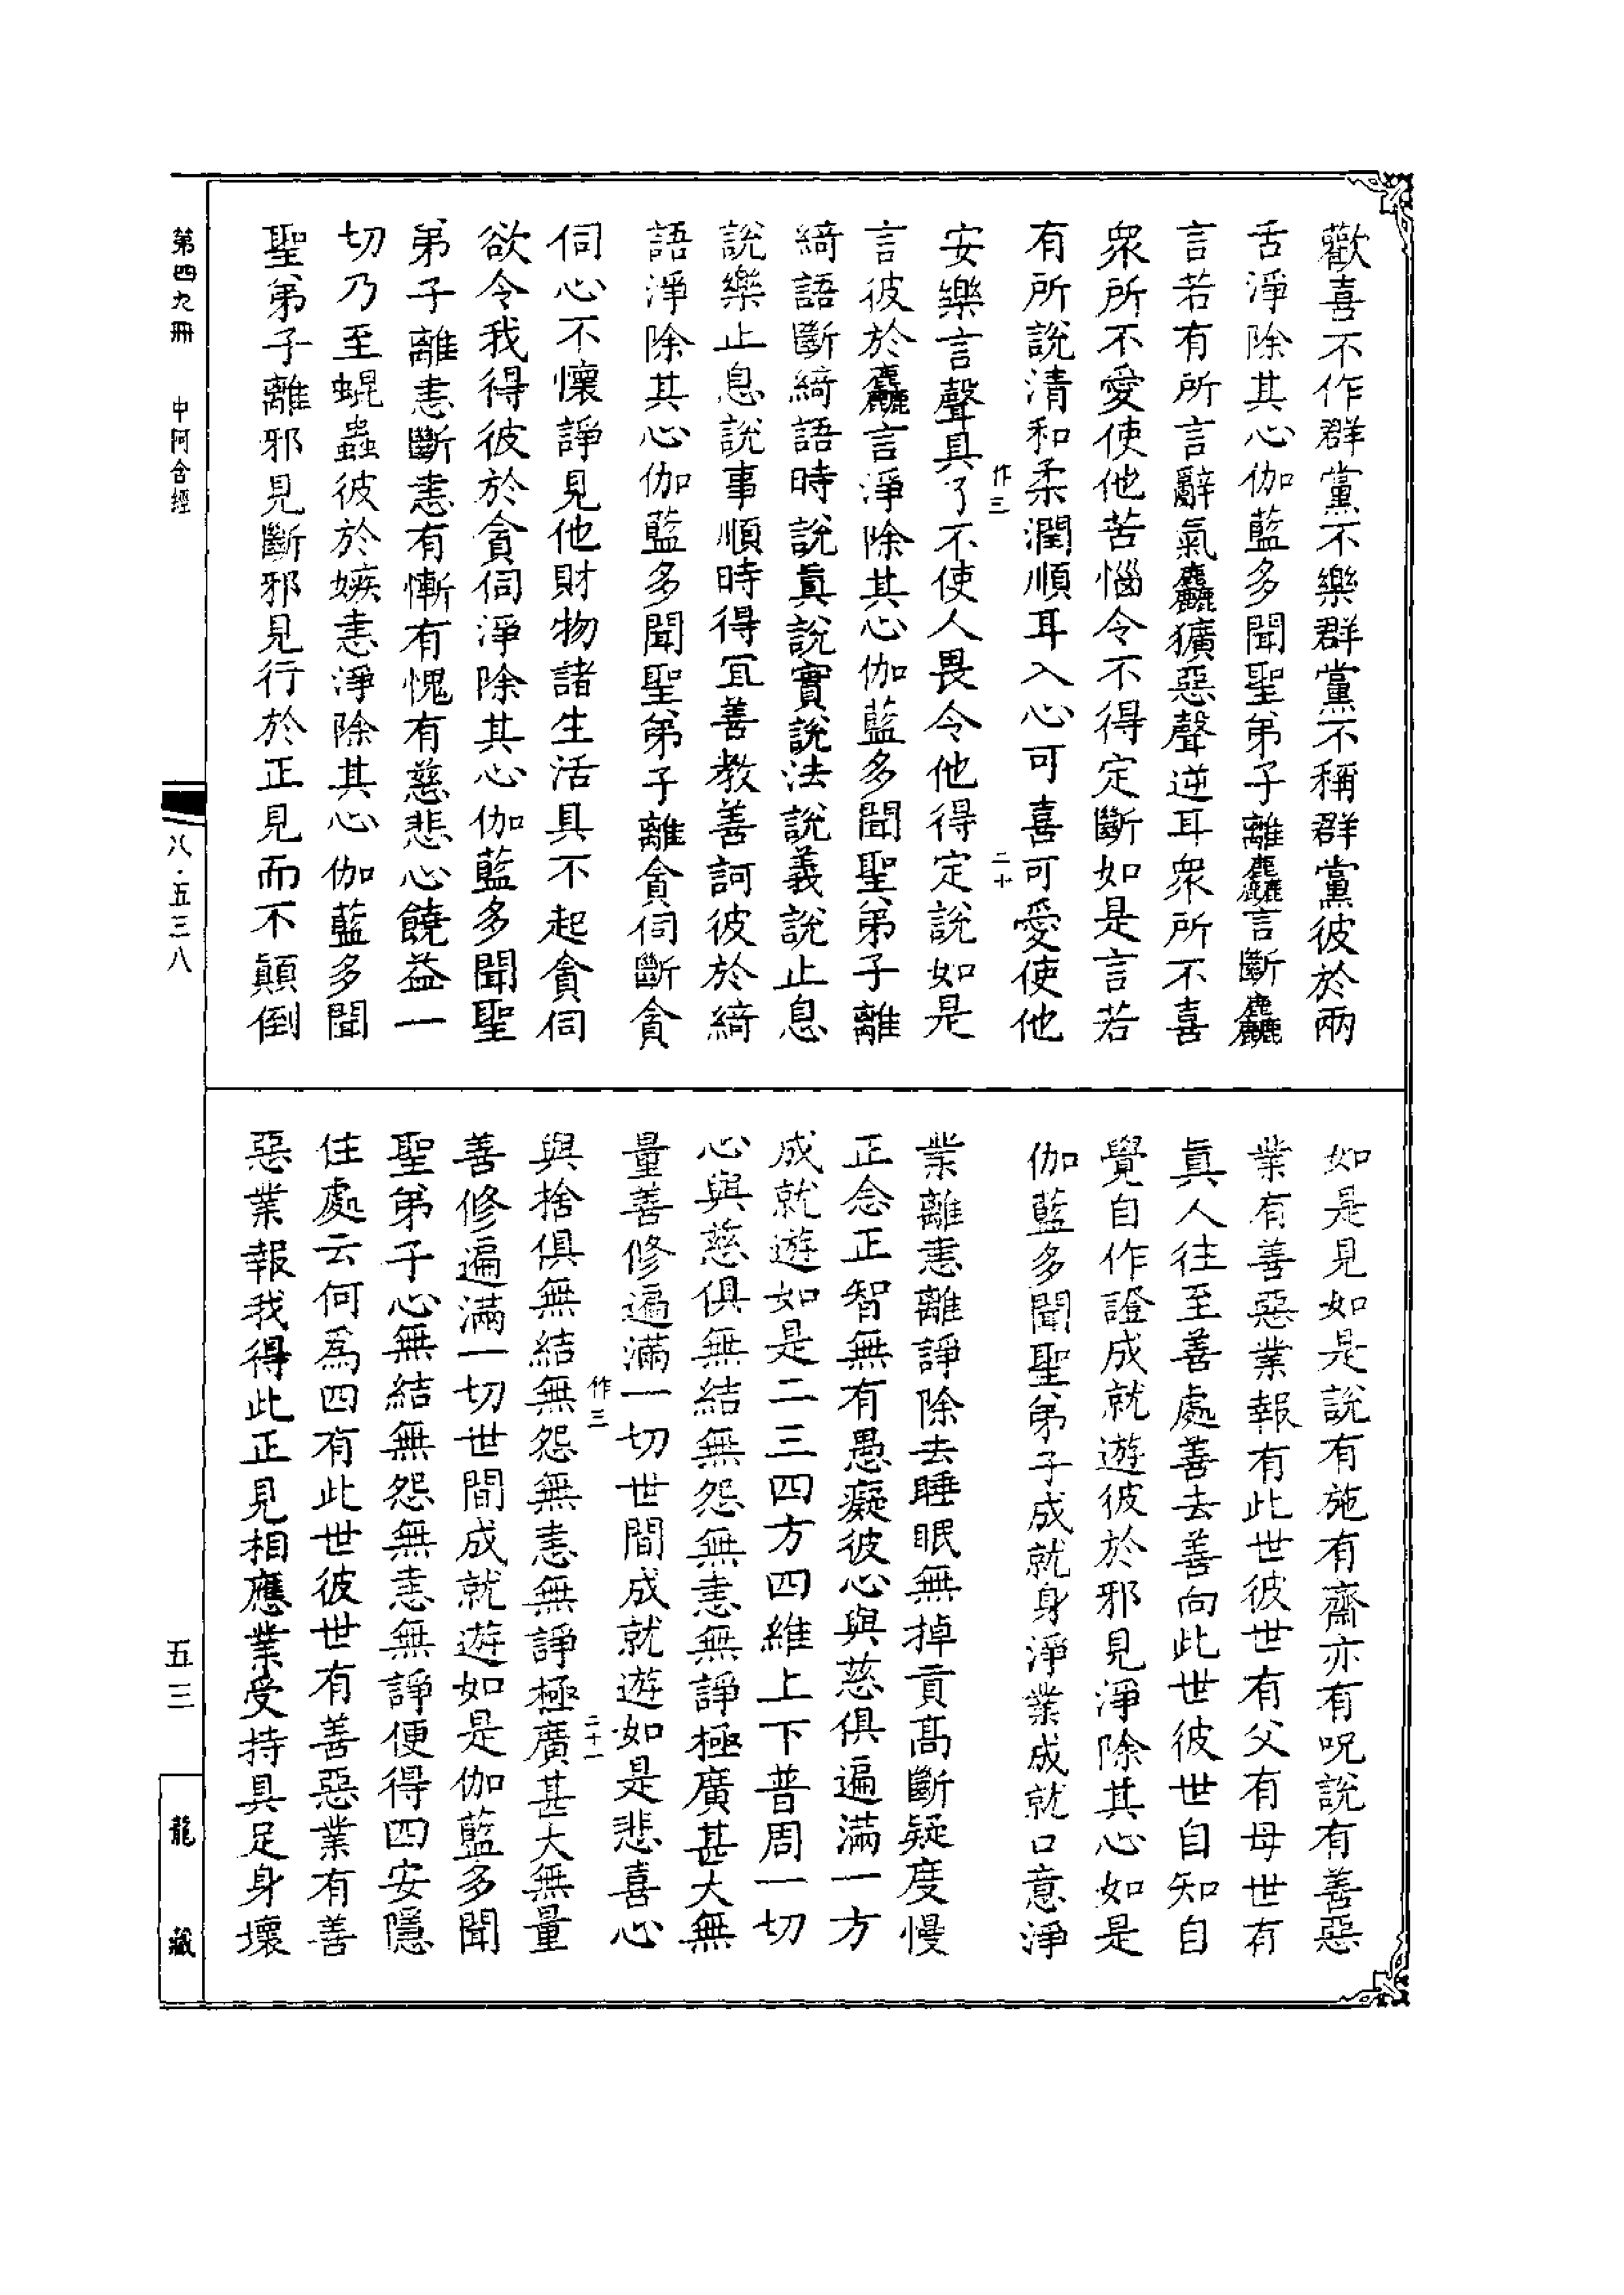 歡喜不作群黨不樂群黨不稱群黨彼於兩
舌淨除其心伽藍多聞聖弟子離麤言斷麤
言若有所言辭氣麤獷惡聲逆耳衆所不喜
衆所不愛使他苦惱令不得定斷如是言若
有所說清和柔潤順耳入心可喜可愛使他
作三
二十
安樂言聲具了不使人畏令他得定說如是
言彼於麤言淨除其心伽藍多聞聖弟子離
綺語斷綺語時說真說實說法說義說止息
說樂止息說事順時得冝善教善訶彼於綺
語淨除其心伽藍多聞聖弟子離貪伺斷貪
伺心不懷諍見他財物諸生活具不起貪伺
欲令我得彼於貪伺淨除其心伽藍多聞聖
弟子離恚斷恚有慚有愧有慈悲心饒益一
切乃至蜫蟲彼於嫉恚淨除其心伽藍多聞
聖弟子離邪見斷邪見行於正見而不顛倒
如是見如是說有施有齋亦有呪說有善惡
業有善惡業報有此世彼世有父有母世有
真人往至善處善去善向此世彼世自知自
覺自作證成就遊彼於邪見淨除其心如是
伽藍多聞聖弟子成就身淨業成就口意淨
業離恚離諍除去睡眠無掉貢高斷疑度慢
正念正智無有愚癡彼心與慈俱遍滿一方
成就遊如是二三四方四維上下普周一切
心與慈俱無結無怨無恚無諍極廣甚大無
量善修遍滿一切世間成就遊如是悲喜心
作三
二十一
與捨俱無結無怨無恚無諍極廣甚大無量
善修遍滿一切世間成就遊如是伽藍多聞
聖弟子心無結無怨無恚無諍便得四安隱
住處云何爲四有此世彼世有善惡業有善
惡業報我得此正見相應業受持具足身壞
第四九冊 中阿含經
八·五三八
五三
龍藏